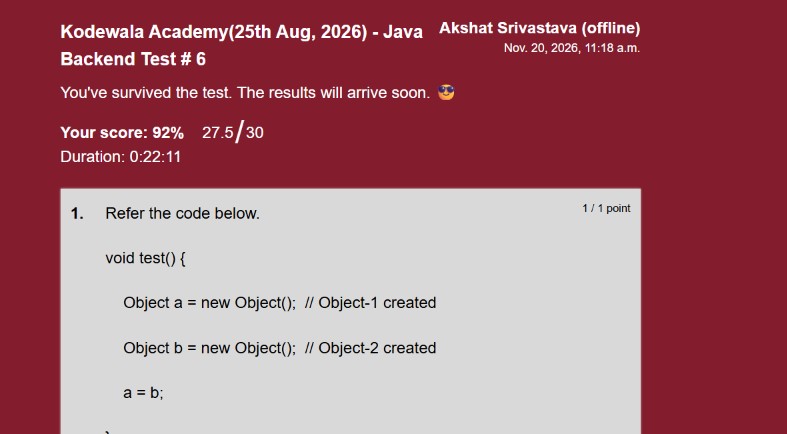 Kodewala Academy(25th Aug, 2026) - Java
Backend Test # 6
Akshat Srivastava (offline)
Nov. 20, 2026, 11:18 a.m.
You've survived the test. The results will arrive soon. 😎
Your score: 92% 27.5/30
Duration: 0:22:11
1. Refer the code below.
1 / 1 point
void test() {
Object a = new Object(); // Object-1 created
Object b = new Object(); // Object-2 created
a = b;